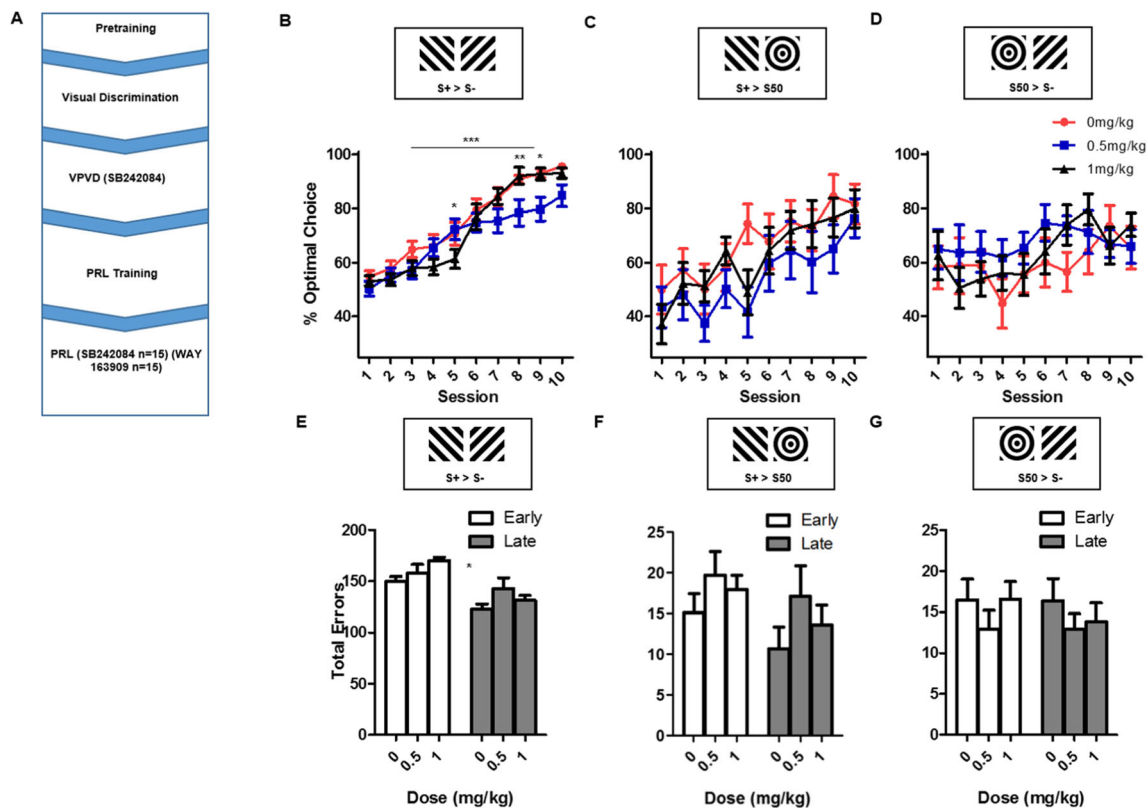 A
Pretraining
Visual Discrimination
VPVD (SB242084)
PRL Training
PRL (SB242084 n=15) (WAY
163909 n=15)
B
S+ > S-
% Optimal Choice
100
80
60
40
***
*
**
*
1
2
3
4
5
6
7
8
9
10
Session
C
S+ > S50
100
80
60
40
1
2
3
4
5
6
7
8
9
10
Session
D
S50 > S-
0mg/kg
0.5mg/kg
1mg/kg
100
80
60
40
1
2
3
4
5
6
7
8
9
10
Session
E
S+ > S-
Early
Late
Total Errors
200
150
100
50
0
*
0
0.5
1
0
0.5
1
Dose (mg/kg)
F
S+ > S50
Early
Late
25
20
15
10
5
0
0
0.5
1
0
0.5
1
Dose (mg/kg)
G
S50 > S-
Early
Late
25
20
15
10
5
0
0
0.5
1
0
0.5
1
Dose (mg/kg)